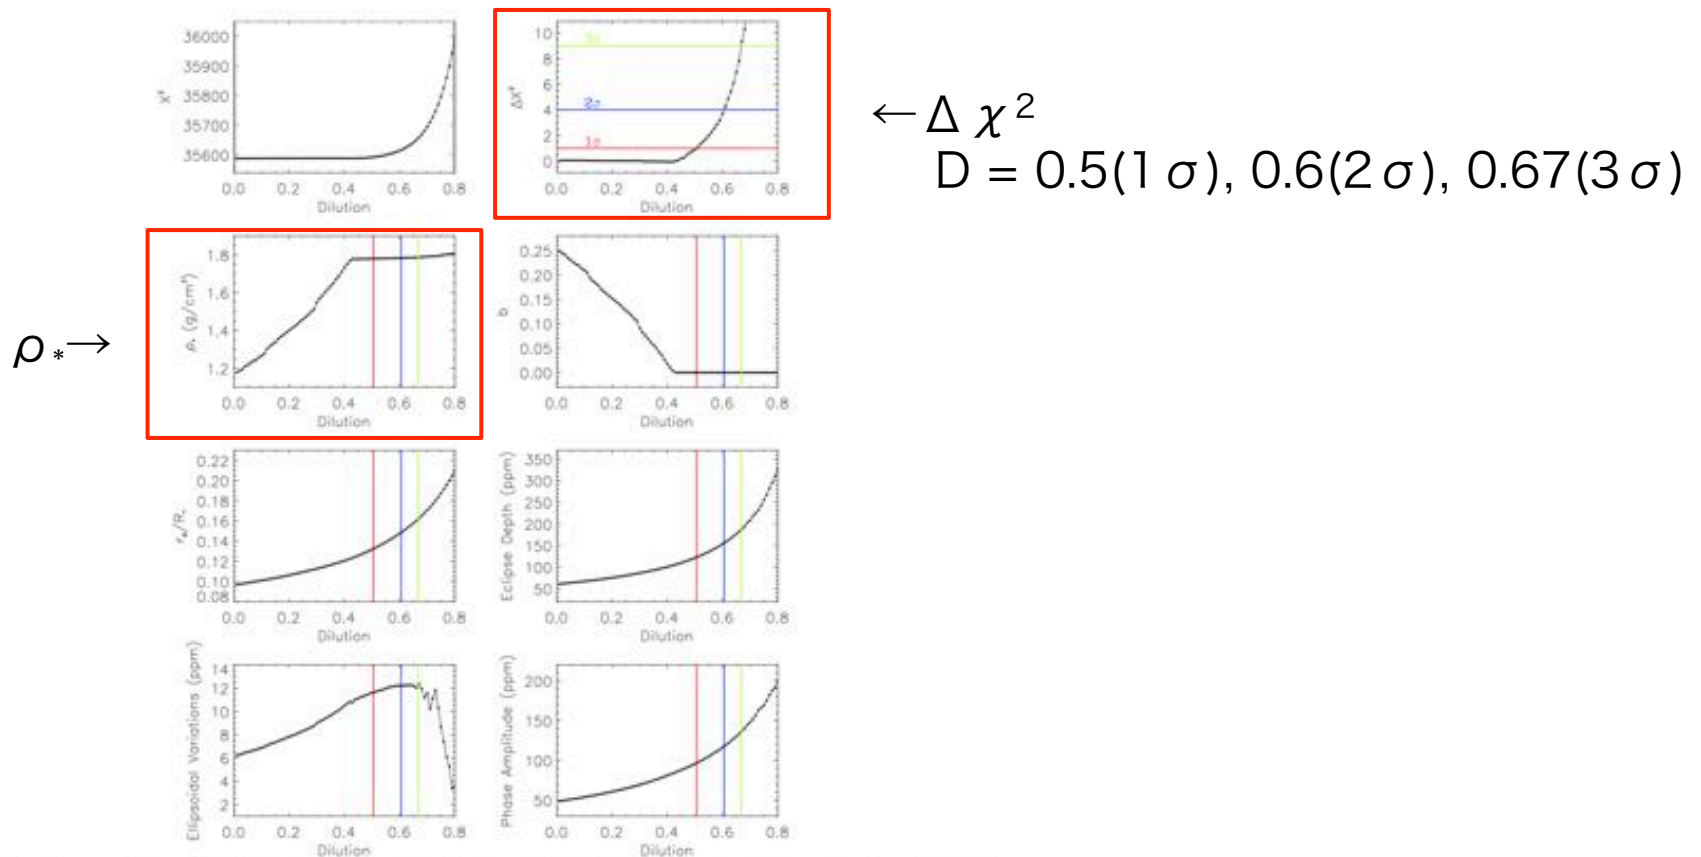 36000
35900
35800
35700
35600
χ²
0.0 0.2 0.4 0.6 0.8
Dilution
10
8
6
4
2
0
Δχ²
3σ
2σ
1σ
0.0 0.2 0.4 0.6 0.8
Dilution
←Δ χ²
D = 0.5(1σ), 0.6(2σ), 0.67(3σ)
ρ*→
1.8
1.6
1.4
1.2
ρ* (g/cm³)
0.0 0.2 0.4 0.6 0.8
Dilution
0.25
0.20
0.15
0.10
0.05
0.00
b
0.0 0.2 0.4 0.6 0.8
Dilution
0.22
0.20
0.18
0.16
0.14
0.12
0.10
0.08
0.0 0.2 0.4 0.6 0.8
Dilution
350
300
250
200
150
100
50
Eclipse Depth (ppm)
0.0 0.2 0.4 0.6 0.8
Dilution
14
12
10
8
6
4
2
Ellipsoidal Variations (ppm)
0.0 0.2 0.4 0.6 0.8
Dilution
200
150
100
50
Phase Amplitude (ppm)
0.0 0.2 0.4 0.6 0.8
Dilution